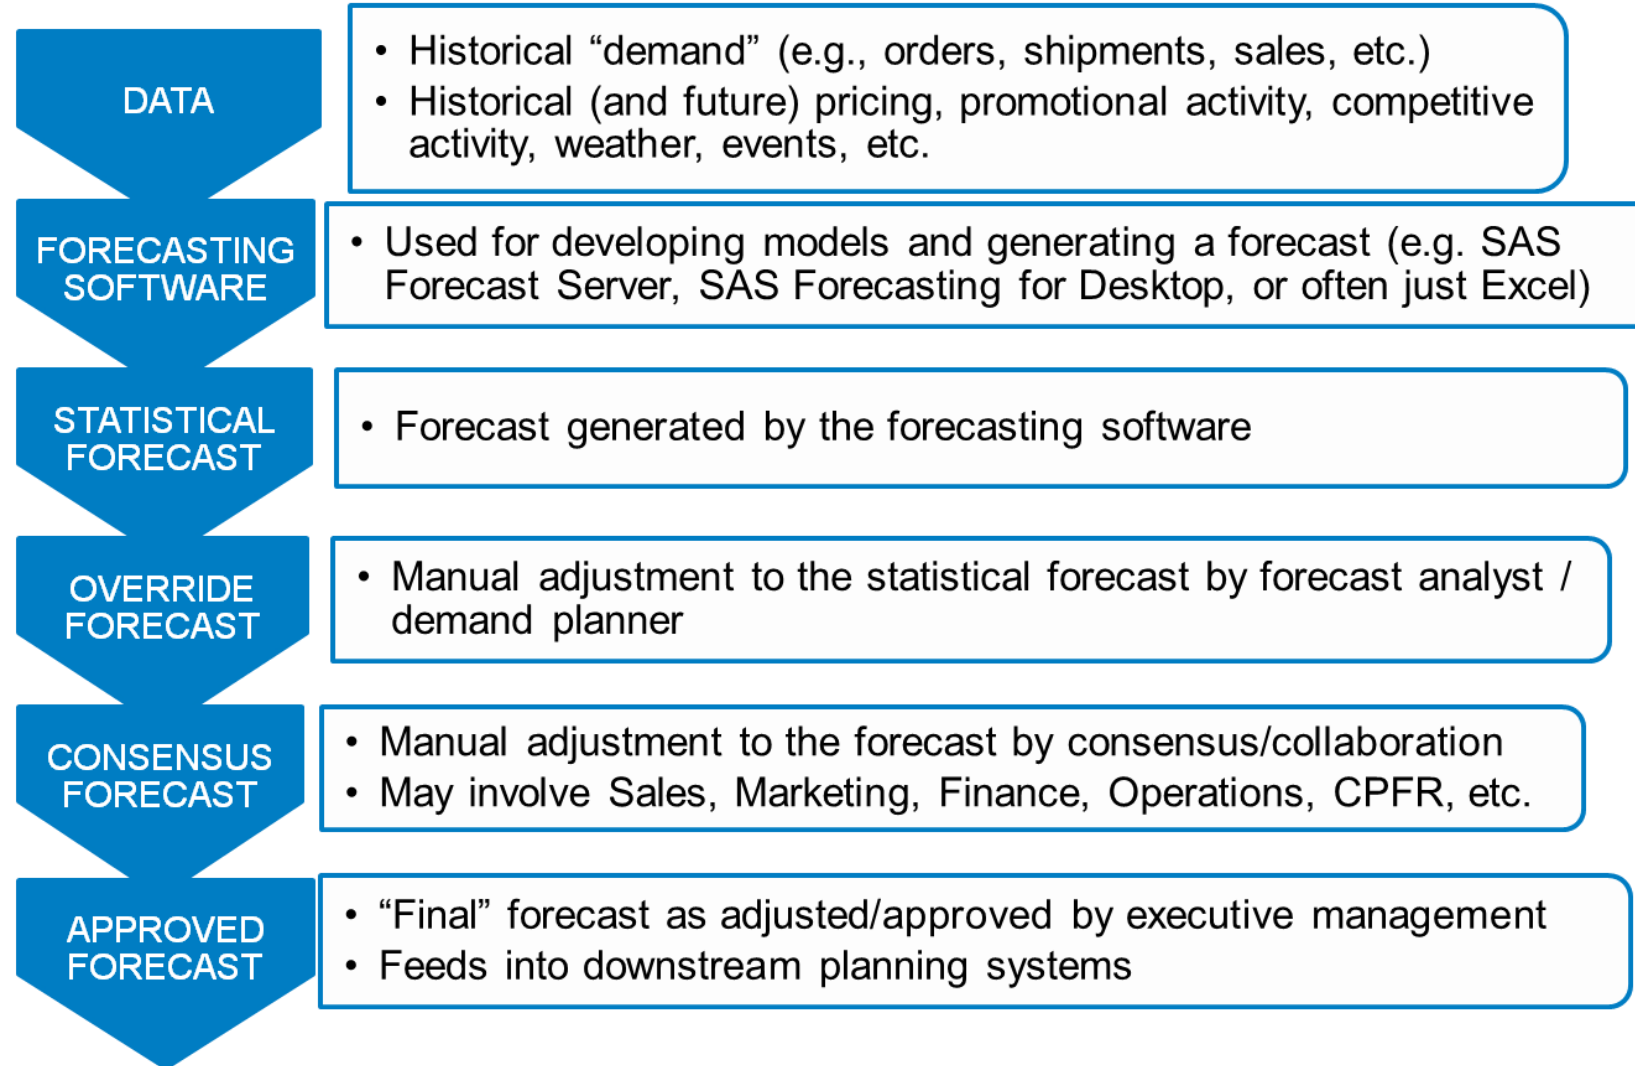 DATA
• Historical “demand” (e.g., orders, shipments, sales, etc.)
• Historical (and future) pricing, promotional activity, competitive
activity, weather, events, etc.
FORECASTING
SOFTWARE
• Used for developing models and generating a forecast (e.g. SAS
Forecast Server, SAS Forecasting for Desktop, or often just Excel)
STATISTICAL
FORECAST
• Forecast generated by the forecasting software
OVERRIDE
FORECAST
• Manual adjustment to the statistical forecast by forecast analyst /
demand planner
CONSENSUS
FORECAST
• Manual adjustment to the forecast by consensus/collaboration
• May involve Sales, Marketing, Finance, Operations, CPFR, etc.
APPROVED
FORECAST
• “Final” forecast as adjusted/approved by executive management
• Feeds into downstream planning systems